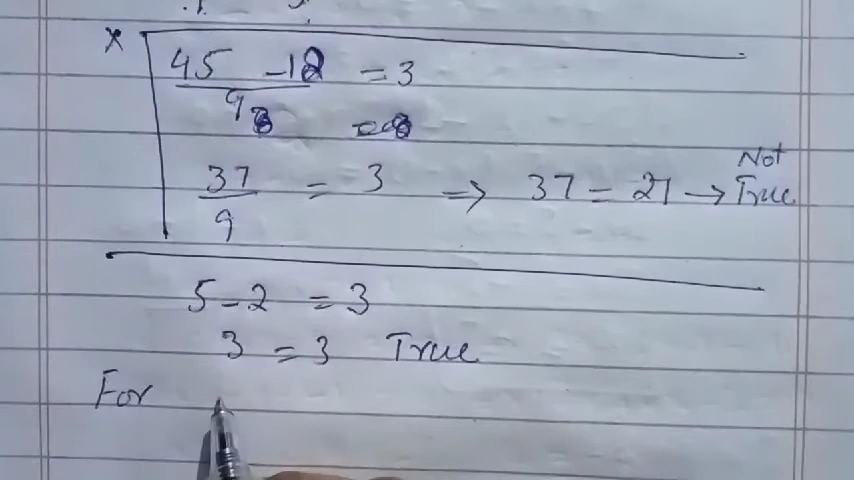 x
45 - 12 / 9 = 3
37 / 9 = 3 => 37 = 27 → Not True
5 - 2 = 3
3 = 3 True
For